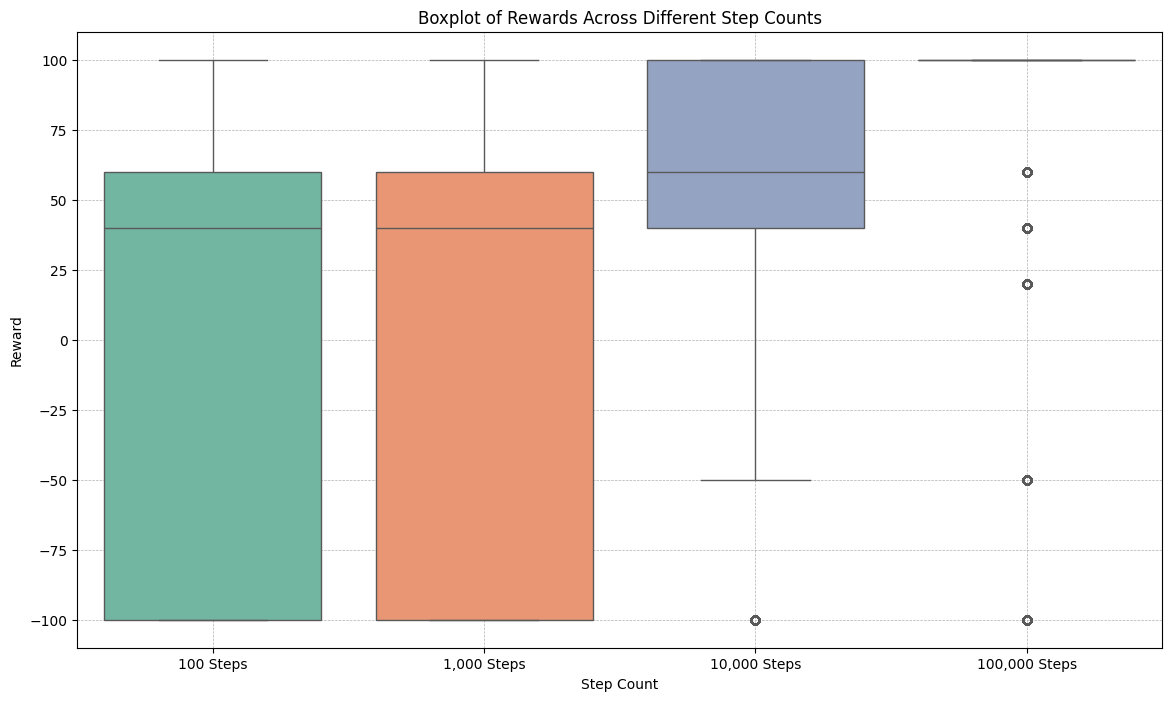 Boxplot of Rewards Across Different Step Counts
100
75
50
25
0
−25
−50
−75
−100
Reward
100 Steps
1,000 Steps
10,000 Steps
100,000 Steps
Step Count